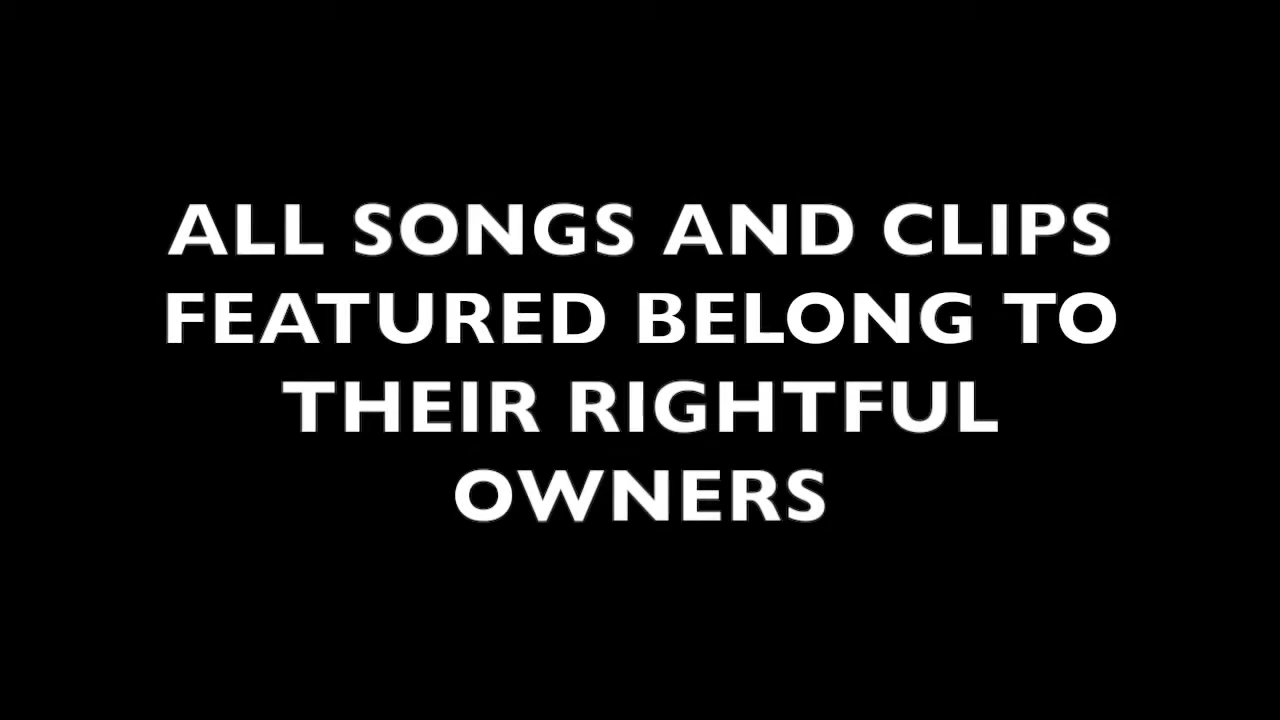 ALL SONGS AND CLIPS
FEATURED BELONG TO
THEIR RIGHTFUL
OWNERS